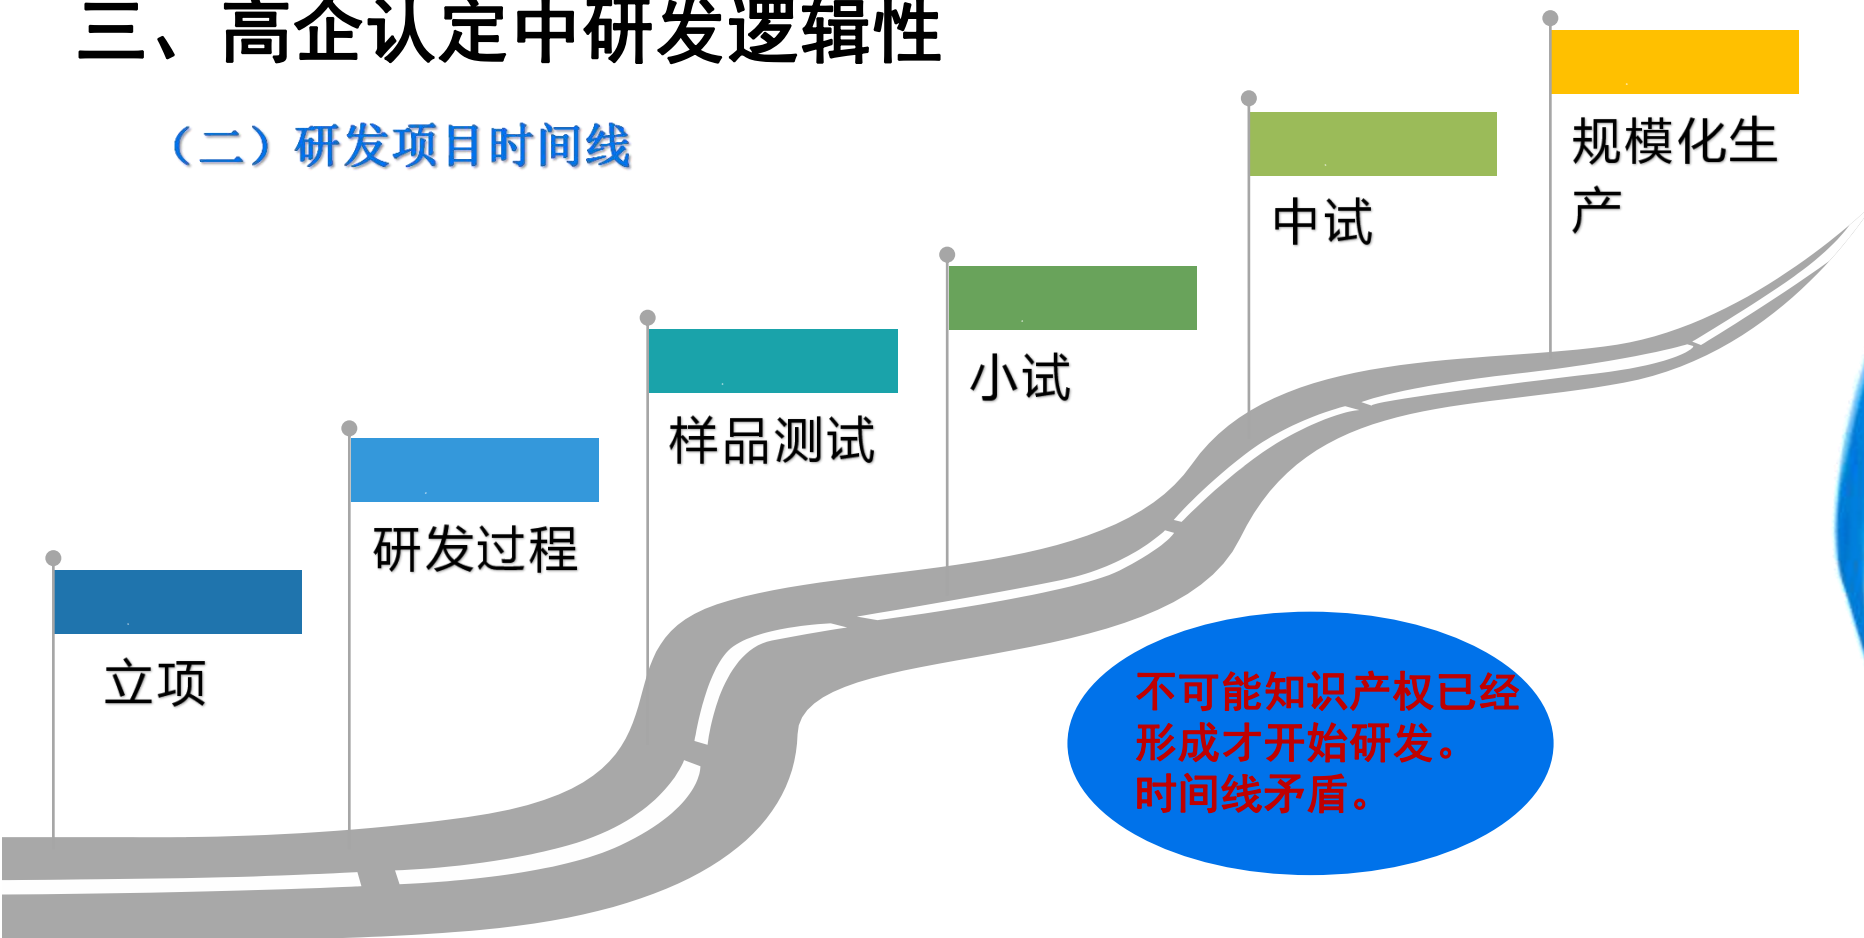 三、高企认定中研发逻辑性
（二）研发项目时间线
立项
研发过程
样品测试
小试
中试
规模化生
产
不可能知识产权已经
形成才开始研发。
时间线矛盾。